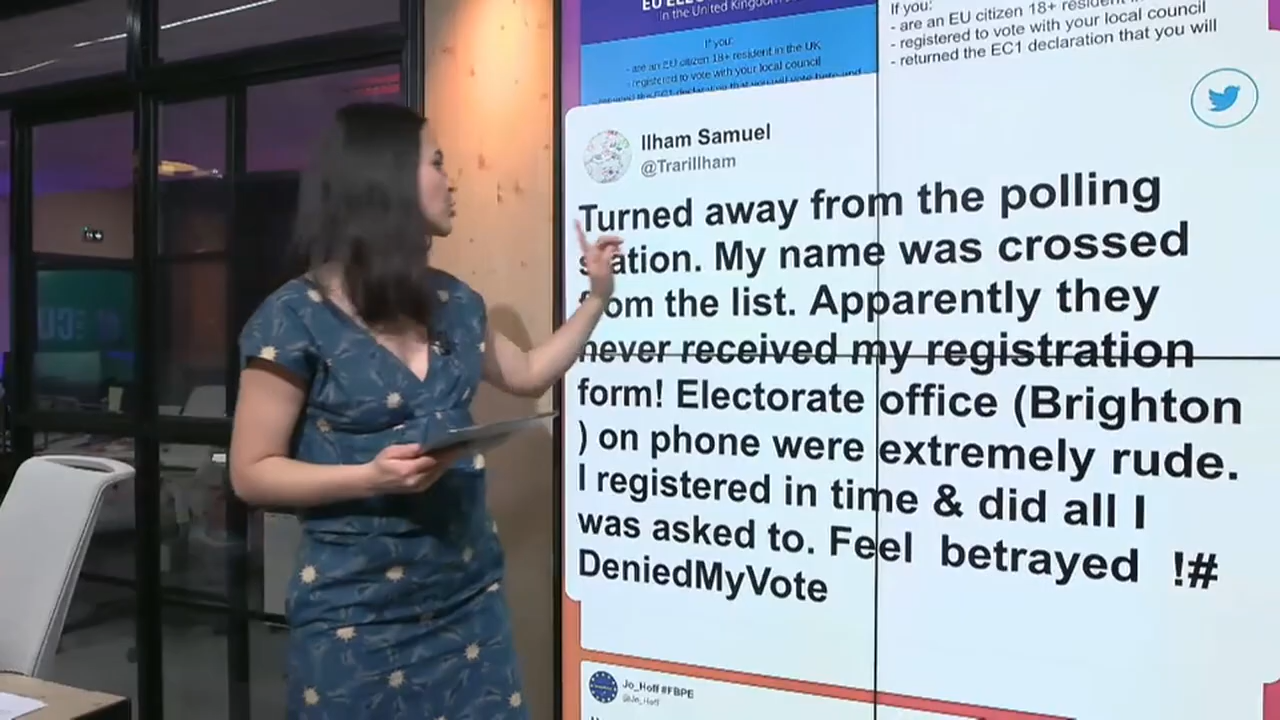 EU ELE
in the United Kingdom
If you:
- are an EU citizen 18+ resident in the UK
- registered to vote with your local council
If you:
- are an EU citizen 18+ resident
- registered to vote with your local council
- returned the EC1 declaration that you will
Ilham Samuel
@TrarIlham
Turned away from the polling
station. My name was crossed
from the list. Apparently they
never received my registration
form! Electorate office (Brighton
) on phone were extremely rude.
I registered in time & did all I
was asked to. Feel betrayed !#
DeniedMyVote
Jo_Hoff #FBPE
@Jo_Hoff